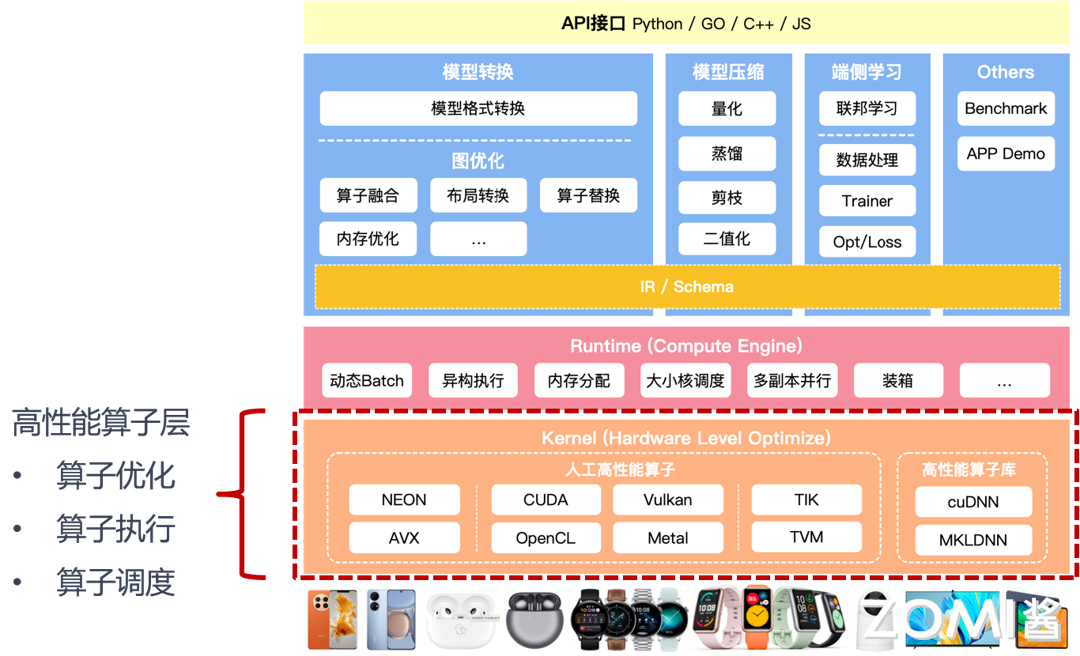 API接口 Python / GO / C++ / JS
模型转换
模型格式转换
图优化
算子融合 布局转换 算子替换
内存优化 ...
模型压缩
量化
蒸馏
剪枝
二值化
端侧学习
联邦学习
数据处理
Trainer
Opt/Loss
Others
Benchmark
APP Demo
IR / Schema
Runtime (Compute Engine)
动态Batch 异构执行 内存分配 大小核调度 多副本并行 装箱 ...
高性能算子层
• 算子优化
• 算子执行
• 算子调度
Kernel (Hardware Level Optimize)
人工高性能算子
NEON CUDA Vulkan TIK
AVX OpenCL Metal TVM
高性能算子库
cuDNN
MKLDNN
ZOMI酱